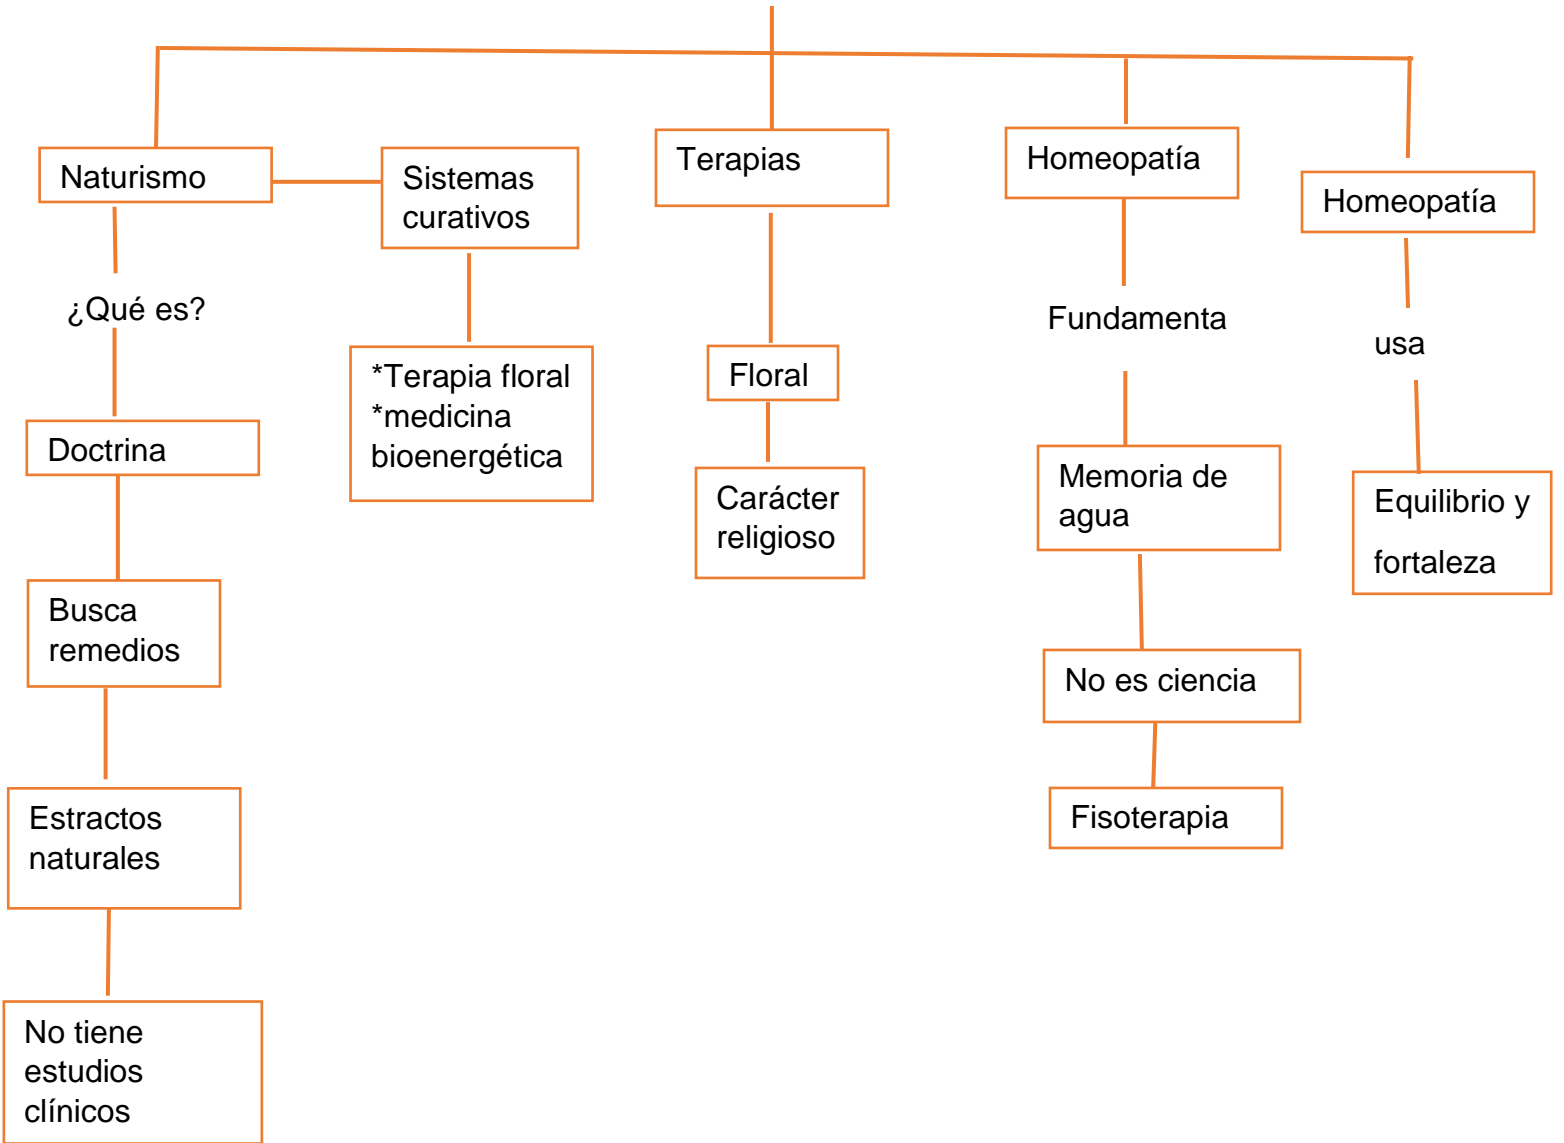 Naturismo
Sistemas
curativos
Terapias
Homeopatía
Homeopatía
¿Qué es?
Fundamenta
usa
*Terapia floral
*medicina
bioenergética
Floral
Doctrina
Carácter
religioso
Memoria de
agua
Equilibrio y
fortaleza
Busca
remedios
No es ciencia
Estractos
naturales
Fisoterapia
No tiene
estudios
clínicos